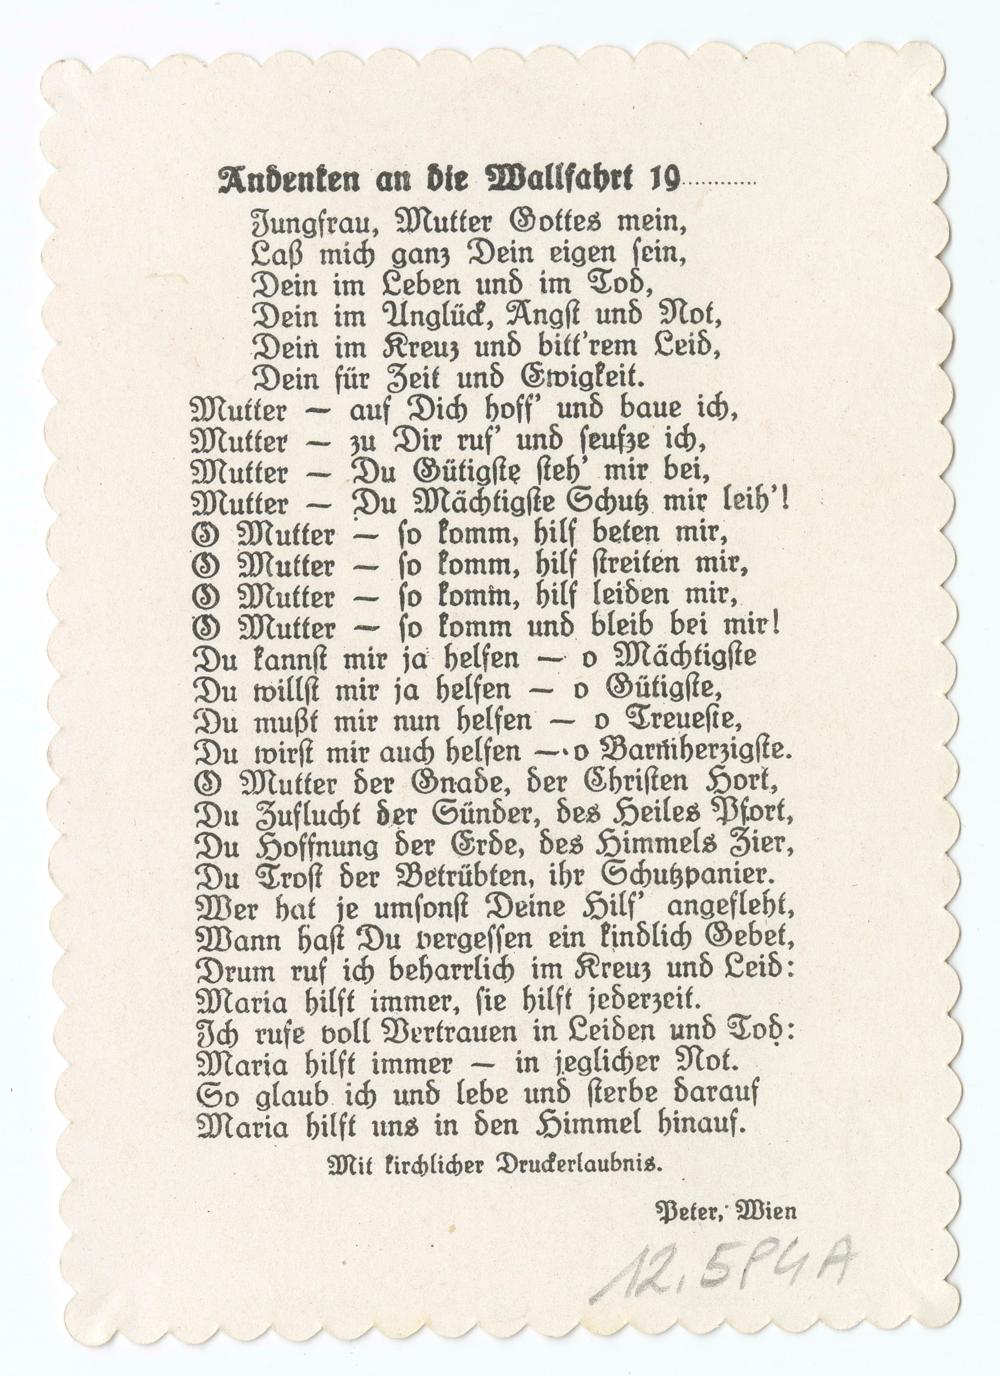 Andenken an die Wallfahrt 19............
Jungfrau, Mutter Gottes mein,
Laß mich ganz Dein eigen sein,
Dein im Leben und im Tod,
Dein im Unglück, Angst und Not,
Dein im Kreuz und bitt'rem Leid,
Dein für Zeit und Ewigkeit.
Mutter — auf Dich hoff' und baue ich,
Mutter — zu Dir ruf' und seufze ich,
Mutter — Du Gütigste steh' mir bei,
Mutter — Du Mächtigste Schutz mir leih'!
O Mutter — so komm, hilf beten mir,
O Mutter — so komm, hilf streiten mir,
O Mutter — so komm, hilf leiden mir,
O Mutter — so komm und bleib bei mir!
Du kannst mir ja helfen — o Mächtigste
Du willst mir ja helfen — o Gütigste,
Du mußt mir nun helfen — o Treueste,
Du wirst mir auch helfen — o Barmherzigste.
O Mutter der Gnade, der Christen Hort,
Du Zuflucht der Sünder, des Heiles Pfort,
Du Hoffnung der Erde, des Himmels Zier,
Du Trost der Betrübten, ihr Schutzpanier.
Wer hat je umsonst Deine Hilf' angefleht,
Wann hast Du vergessen ein kindlich Gebet,
Drum ruf ich beharrlich im Kreuz und Leid:
Maria hilft immer, sie hilft jederzeit.
Ich rufe voll Vertrauen in Leiden und Tod:
Maria hilft immer — in jeglicher Not.
So glaub ich und lebe und sterbe darauf
Maria hilft uns in den Himmel hinauf.
Mit kirchlicher Druckerlaubnis.
Peter, Wien
12.594A